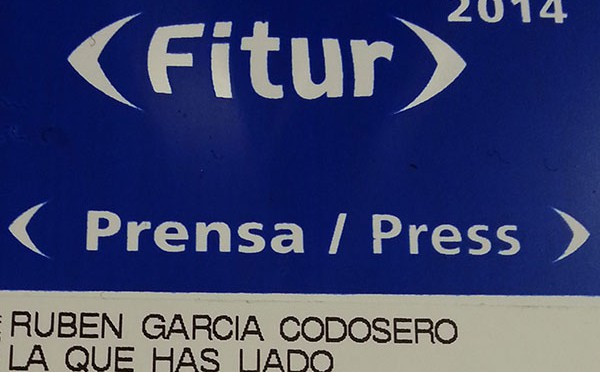 2014
Fitur
Prensa / Press
RUBEN GARCIA CODOSERO
LA QUE HAS LIADO